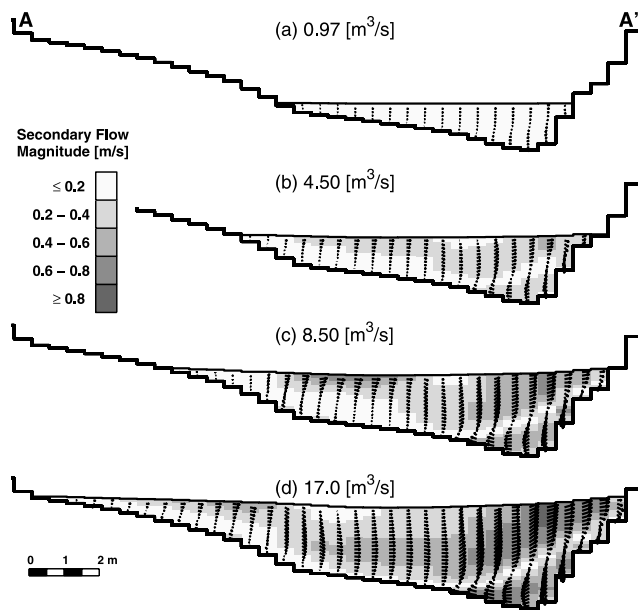 A
A'
(a) 0.97 [m³/s]
Secondary Flow
Magnitude [m/s]
≤ 0.2
0.2 – 0.4
0.4 – 0.6
0.6 – 0.8
≥ 0.8
(b) 4.50 [m³/s]
(c) 8.50 [m³/s]
(d) 17.0 [m³/s]
0 1 2 m